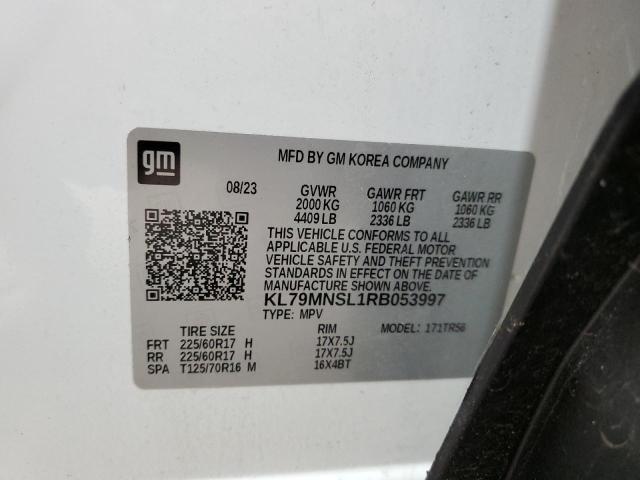 gm
MFD BY GM KOREA COMPANY
08/23 GVWR GAWR FRT GAWR RR
2000 KG 1060 KG 1060 KG
4409 LB 2336 LB 2336 LB
THIS VEHICLE CONFORMS TO ALL
APPLICABLE U.S. FEDERAL MOTOR
VEHICLE SAFETY AND THEFT PREVENTION
STANDARDS IN EFFECT ON THE DATE OF
MANUFACTURE SHOWN ABOVE.
KL79MNSL1RB053997
TYPE: MPV MODEL: 171TR56
TIRE SIZE RIM
FRT 225/60R17 H 17X7.5J
RR 225/60R17 H 17X7.5J
SPA T125/70R16 M 16X4BT